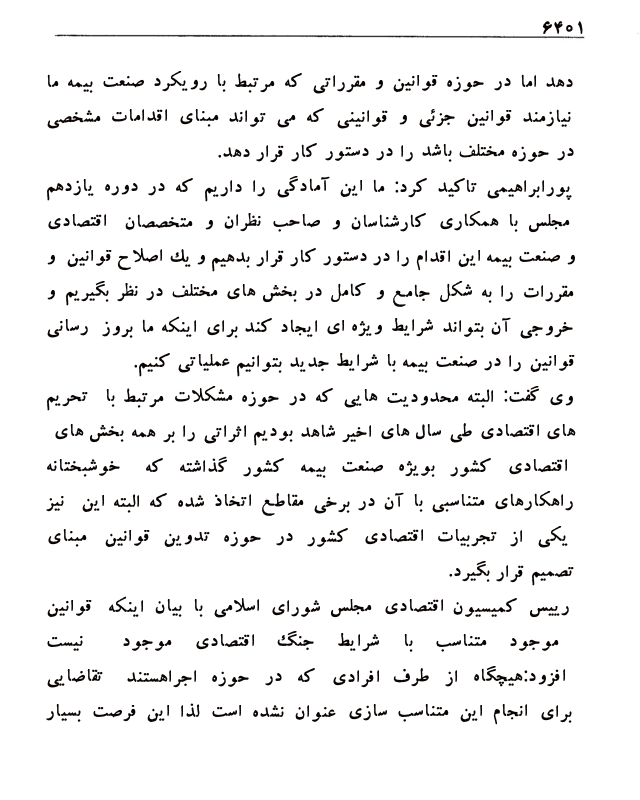 ۶۴۰۱
دهد اما در حوزه قوانین و مقرراتی که مرتبط با رویکرد صنعت بیمه ما
نیازمند قوانین جزئی و قوانینی که می تواند مبنای اقدامات مشخصی
در حوزه مختلف باشد را در دستور کار قرار دهد.
پورابراهیمی تاکید کرد: ما این آمادگی را داریم که در دوره یازدهم
مجلس با همکاری کارشناسان و صاحب نظران و متخصصان اقتصادی
و صنعت بیمه این اقدام را در دستور کار قرار بدهیم و یك اصلاح قوانین و
مقررات را به شکل جامع و کامل در بخش های مختلف در نظر بگیریم و
خروجی آن بتواند شرایط ویژه ای ایجاد کند برای اینکه ما بروز رسانی
قوانین را در صنعت بیمه با شرایط جدید بتوانیم عملیاتی کنیم.
وی گفت: البته محدودیت هایی که در حوزه مشکلات مرتبط با تحریم
های اقتصادی طی سال های اخیر شاهد بودیم اثراتی را بر همه بخش های
اقتصادی کشور بویژه صنعت بیمه کشور گذاشته که خوشبختانه
راهکارهای متناسبی با آن در برخی مقاطع اتخاذ شده که البته این نیز
یکی از تجربیات اقتصادی کشور در حوزه تدوین قوانین مبنای
تصمیم قرار بگیرد.
رییس کمیسیون اقتصادی مجلس شورای اسلامی با بیان اینکه قوانین
موجود متناسب با شرایط جنگ اقتصادی موجود نیست
افزود:هیچگاه از طرف افرادی که در حوزه اجراهستند تقاضایی
برای انجام این متناسب سازی عنوان نشده است لذا این فرصت بسیار